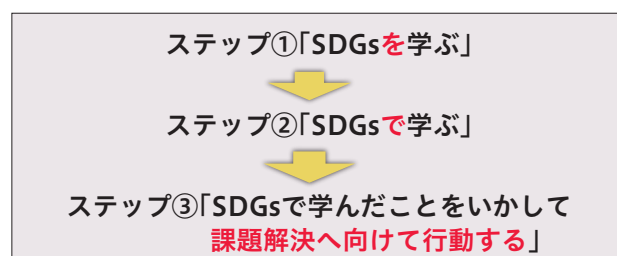 ステップ①「SDGsを学ぶ」
ステップ②「SDGsで学ぶ」
ステップ③「SDGsで学んだことをいかして
課題解決へ向けて行動する」